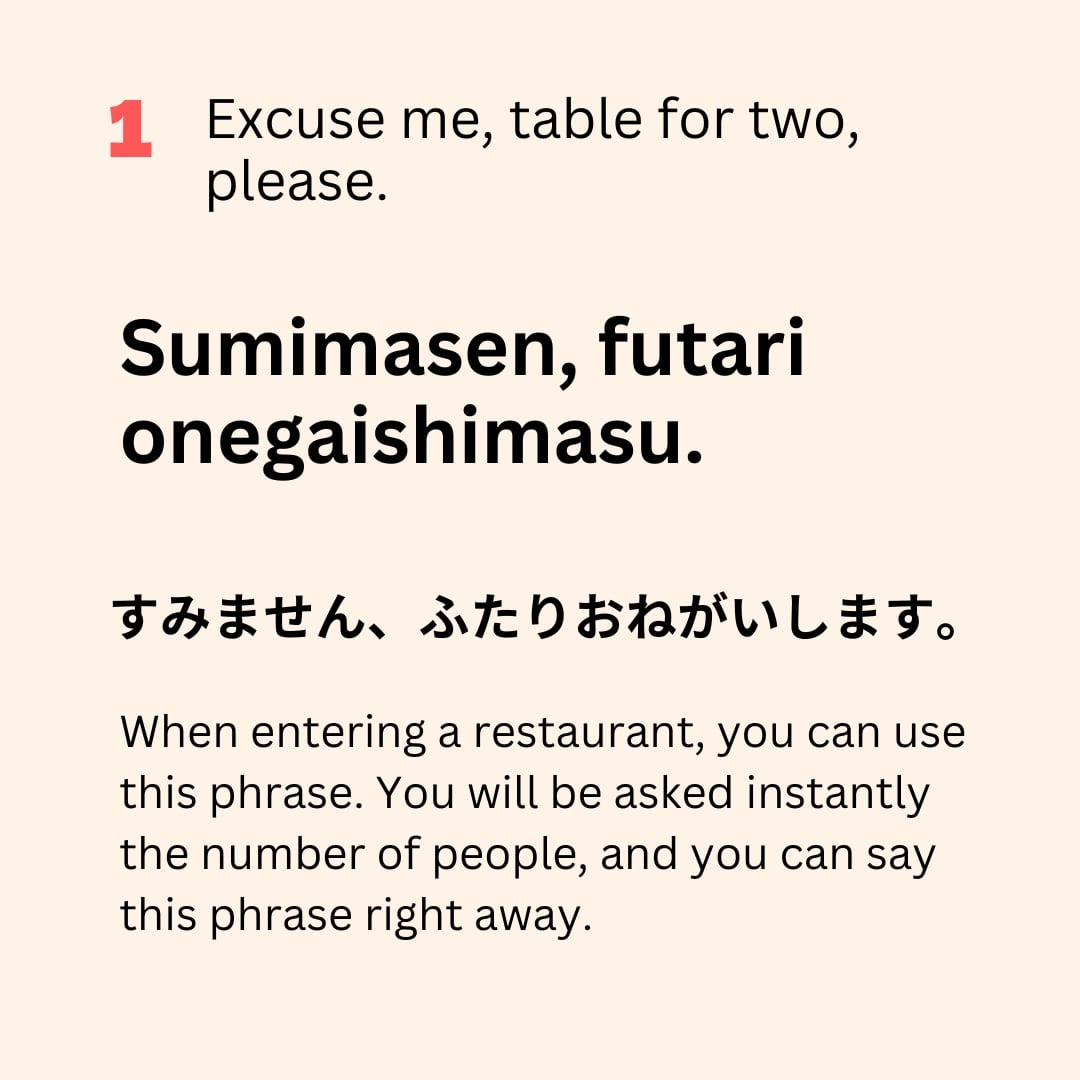 1 Excuse me, table for two,
please.
Sumimasen, futari
onegaishimasu.
すみません、ふたりおねがいします。
When entering a restaurant, you can use
this phrase. You will be asked instantly
the number of people, and you can say
this phrase right away.